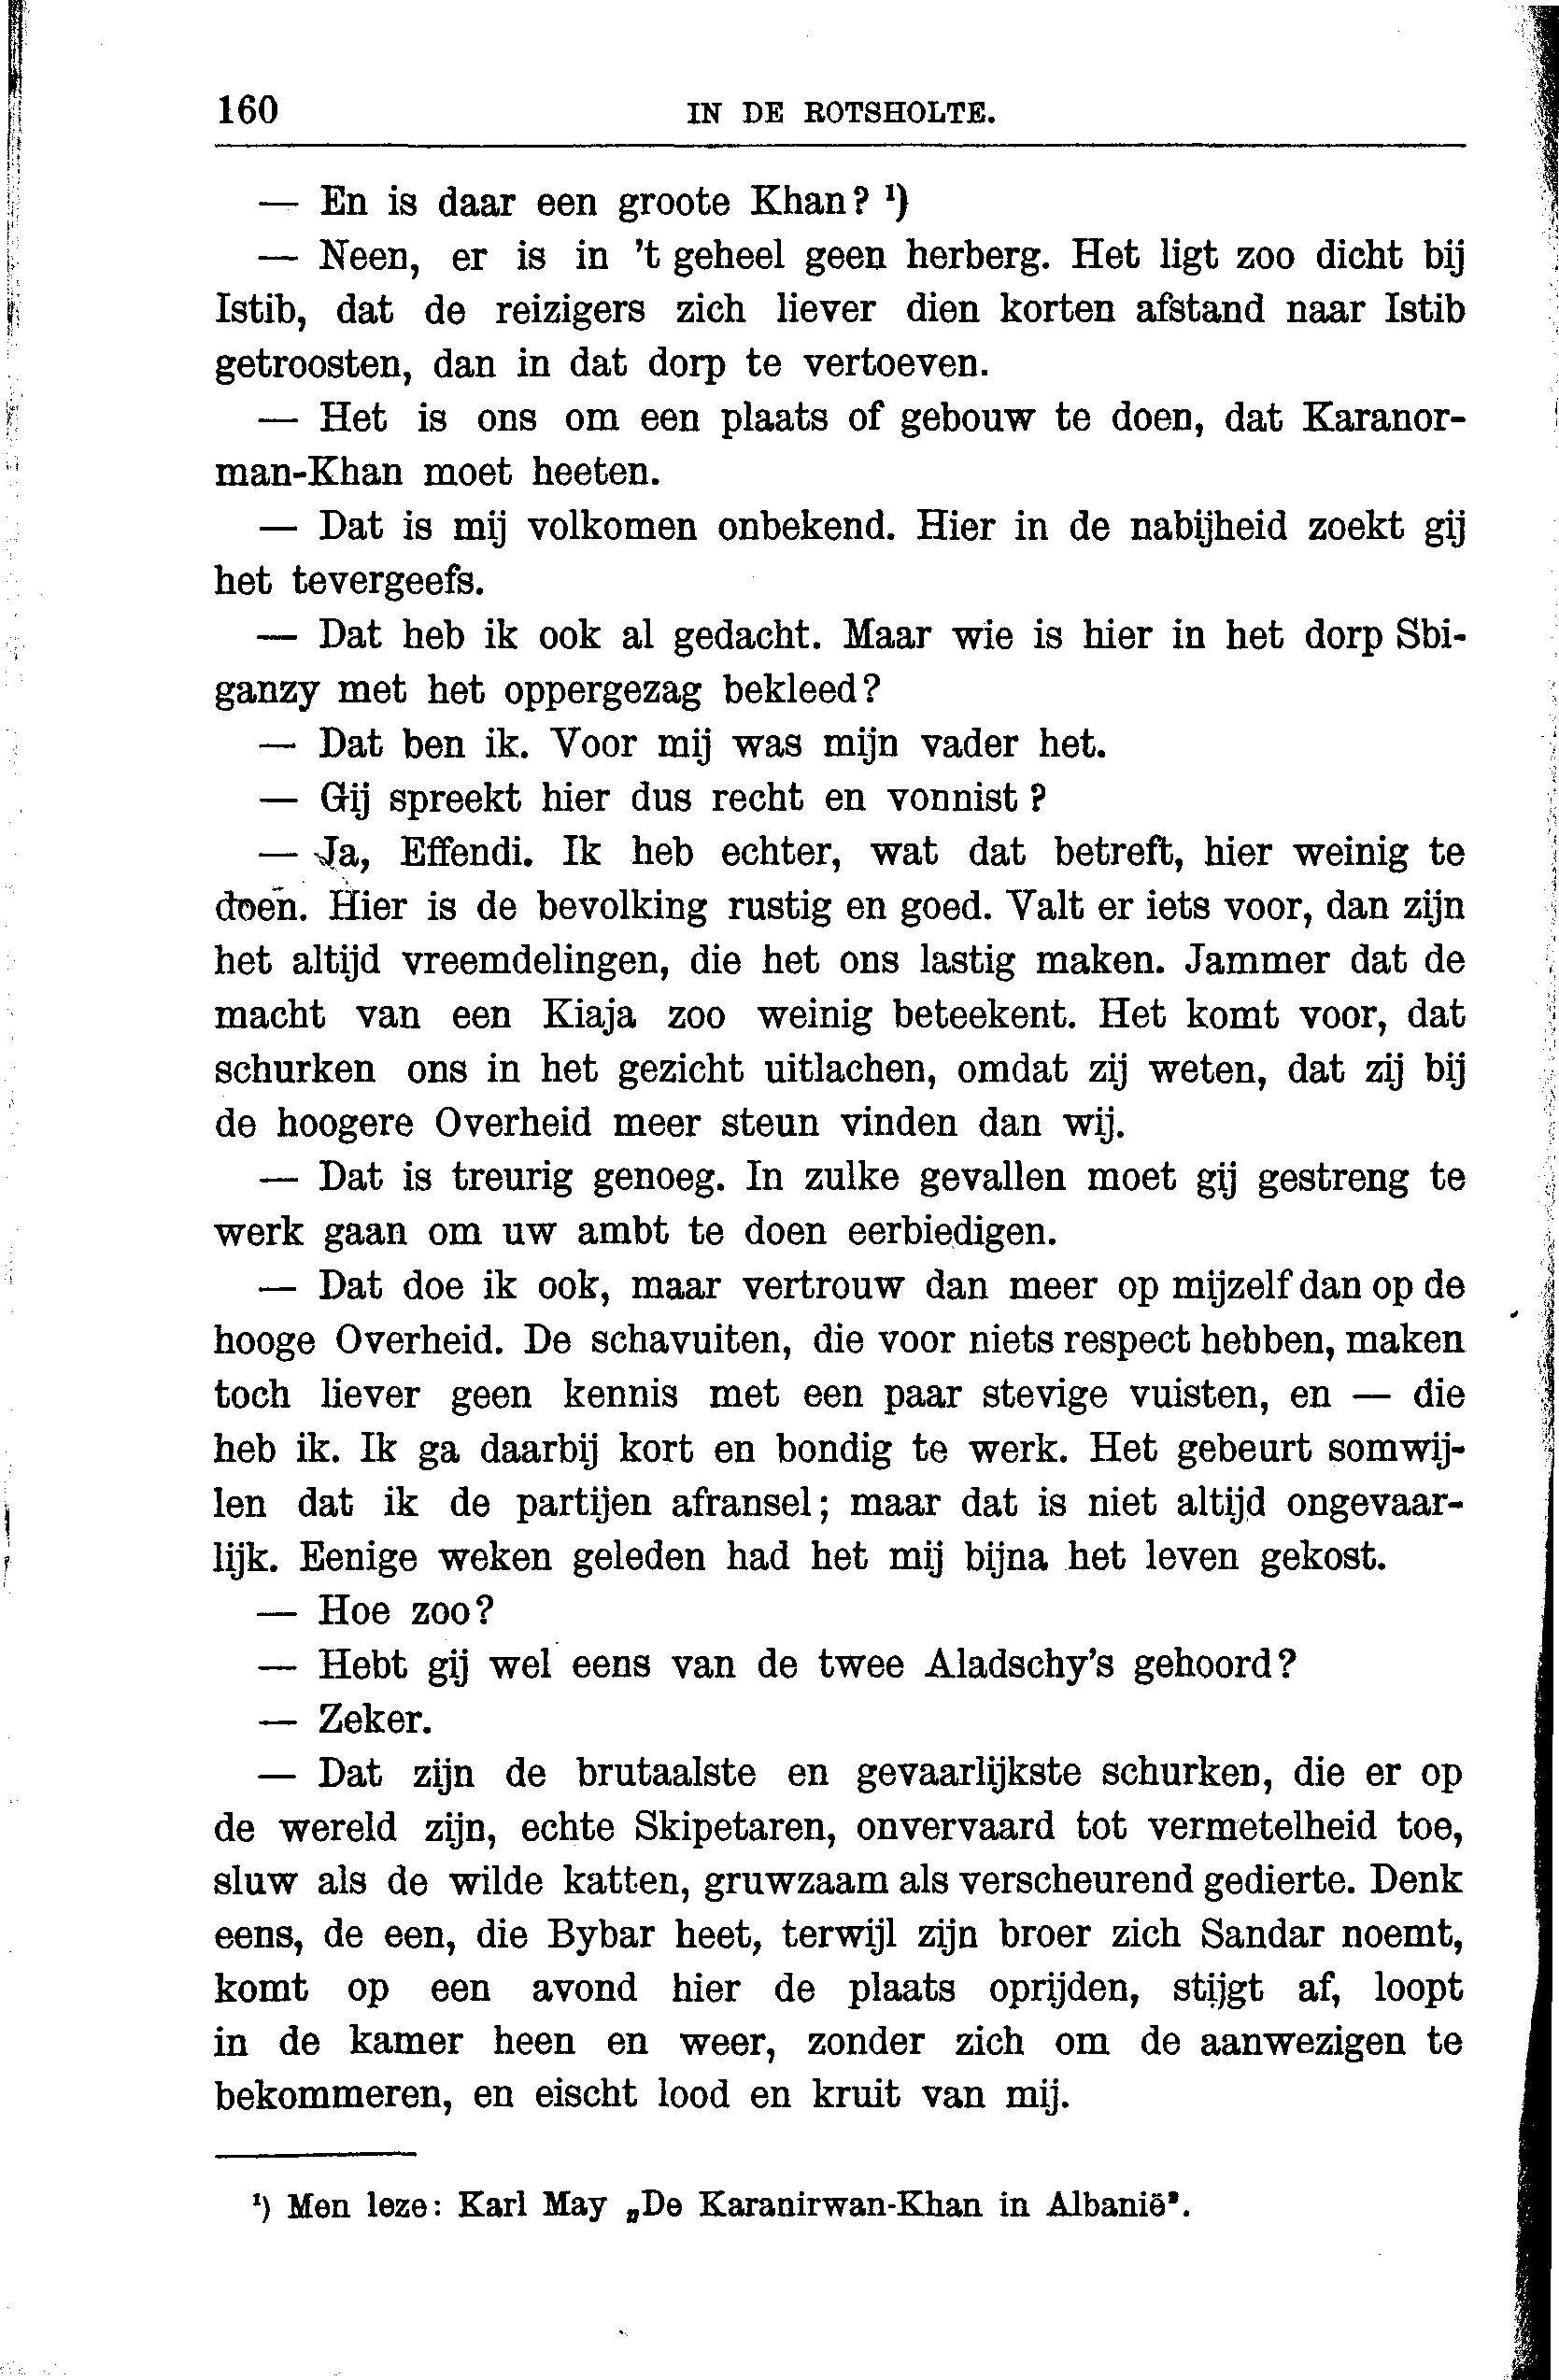 160 IN DE ROTSHOLTE.
— En is daar een groote Khan? ¹)
— Neen, er is in 't geheel geen herberg. Het ligt zoo dicht bij
Istib, dat de reizigers zich liever dien korten afstand naar Istib
getroosten, dan in dat dorp te vertoeven.
— Het is ons om een plaats of gebouw te doen, dat Karanor-
man-Khan moet heeten.
— Dat is mij volkomen onbekend. Hier in de nabijheid zoekt gij
het tevergeefs.
— Dat heb ik ook al gedacht. Maar wie is hier in het dorp Sbi-
ganzy met het oppergezag bekleed?
— Dat ben ik. Voor mij was mijn vader het.
— Gij spreekt hier dus recht en vonnist?
— Ja, Effendi. Ik heb echter, wat dat betreft, hier weinig te
doen. Hier is de bevolking rustig en goed. Valt er iets voor, dan zijn
het altijd vreemdelingen, die het ons lastig maken. Jammer dat de
macht van een Kiaja zoo weinig beteekent. Het komt voor, dat
schurken ons in het gezicht uitlachen, omdat zij weten, dat zij bij
de hoogere Overheid meer steun vinden dan wij.
— Dat is treurig genoeg. In zulke gevallen moet gij gestreng te
werk gaan om uw ambt te doen eerbiedigen.
— Dat doe ik ook, maar vertrouw dan meer op mijzelf dan op de
hooge Overheid. De schavuiten, die voor niets respect hebben, maken
toch liever geen kennis met een paar stevige vuisten, en — die
heb ik. Ik ga daarbij kort en bondig te werk. Het gebeurt somwij-
len dat ik de partijen afransel; maar dat is niet altijd ongevaar-
lijk. Eenige weken geleden had het mij bijna het leven gekost.
— Hoe zoo?
— Hebt gij wel eens van de twee Aladschy's gehoord?
— Zeker.
— Dat zijn de brutaalste en gevaarlijkste schurken, die er op
de wereld zijn, echte Skipetaren, onvervaard tot vermetelheid toe,
sluw als de wilde katten, gruwzaam als verscheurend gedierte. Denk
eens, de een, die Bybar heet, terwijl zijn broer zich Sandar noemt,
komt op een avond hier de plaats oprijden, stijgt af, loopt
in de kamer heen en weer, zonder zich om de aanwezigen te
bekommeren, en eischt lood en kruit van mij.
¹) Men leze: Karl May „De Karanirwan-Khan in Albanië".